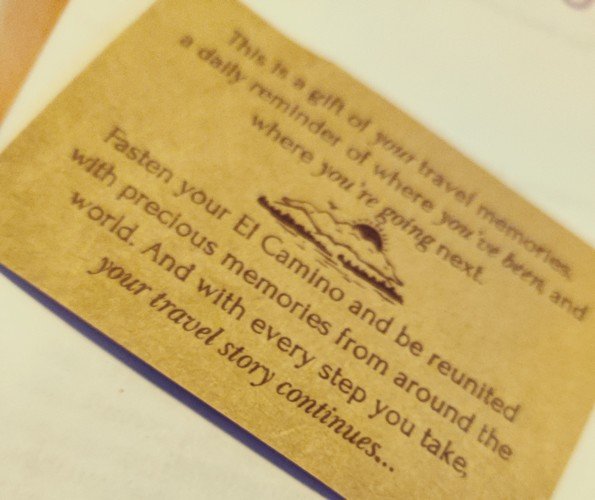 This is a gift of your travel memories,
a daily reminder of where you've been, and
where you're going next.
Fasten your El Camino and be reunited
with precious memories from around the
world. And with every step you take,
your travel story continues...